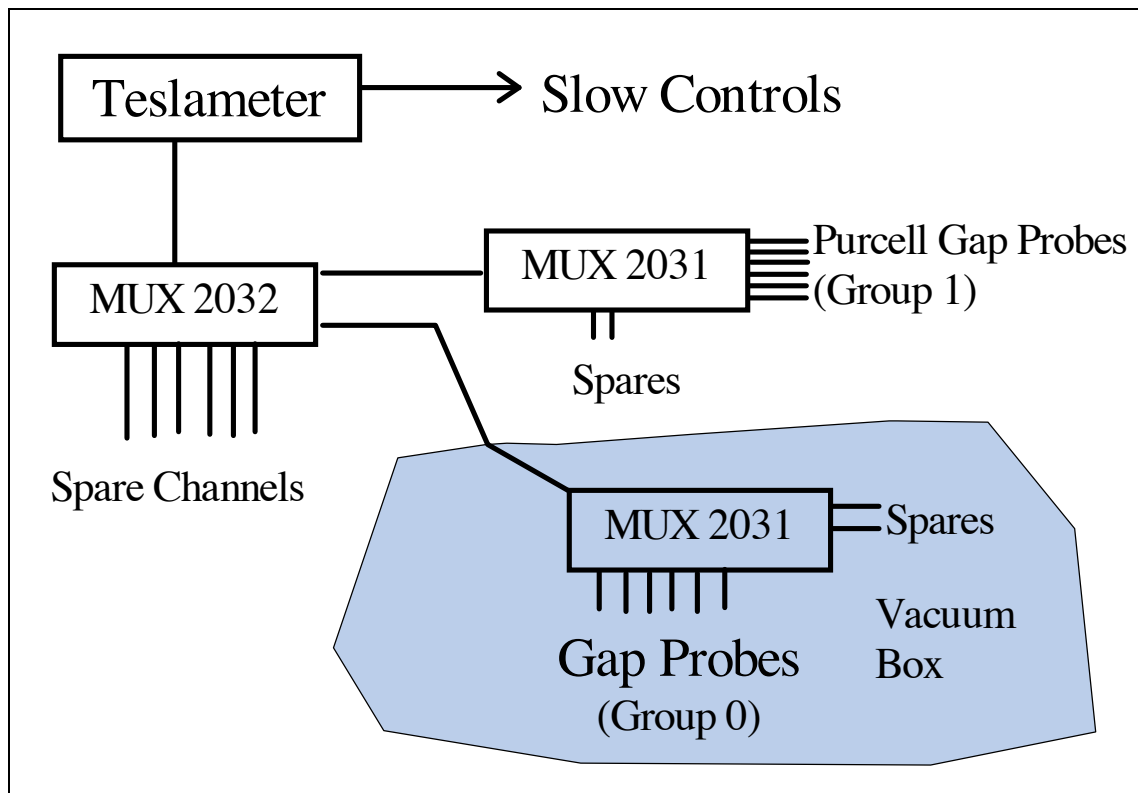 Teslameter
Slow Controls
MUX 2032
MUX 2031
Purcell Gap Probes
(Group 1)
Spares
Spare Channels
MUX 2031
Spares
Vacuum
Box
Gap Probes
(Group 0)